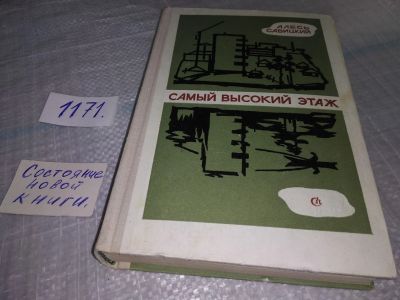 АЛЕСЬ
САВИЦКИЙ
САМЫЙ ВЫСОКИЙ ЭТАЖ
1171.
Состояние
новой
книги.